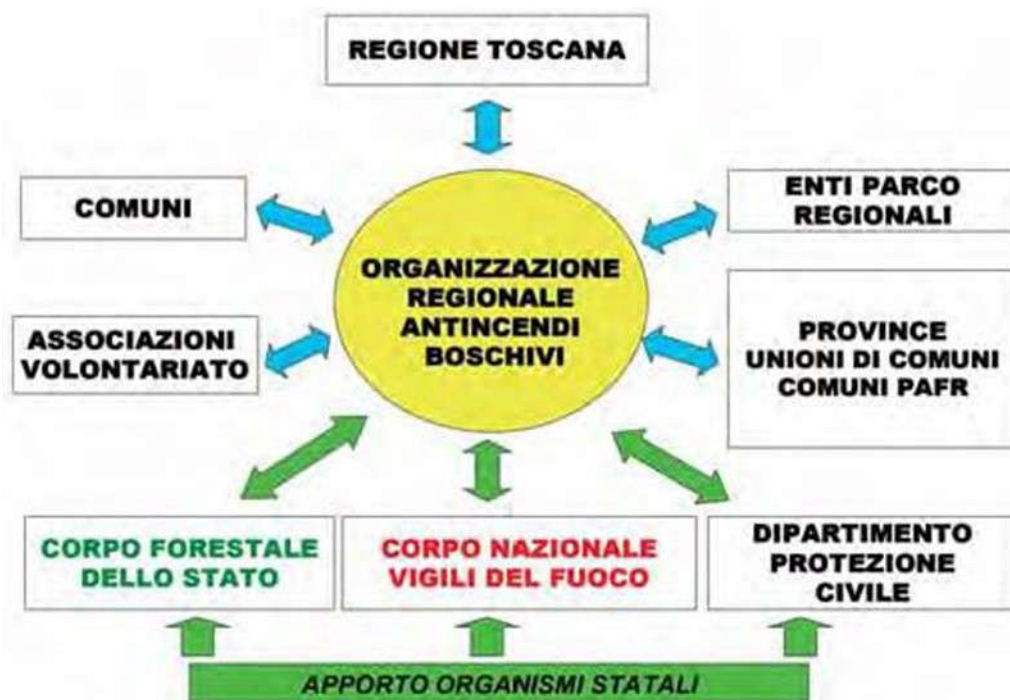 REGIONE TOSCANA
COMUNI
ENTI PARCO
REGIONALI
ORGANIZZAZIONE
REGIONALE
ANTINCENDI
BOSCHIVI
ASSOCIAZIONI
VOLONTARIATO
PROVINCE
UNIONI DI COMUNI
COMUNI PAFR
CORPO FORESTALE
DELLO STATO
CORPO NAZIONALE
VIGILI DEL FUOCO
DIPARTIMENTO
PROTEZIONE
CIVILE
APPORTO ORGANISMI STATALI